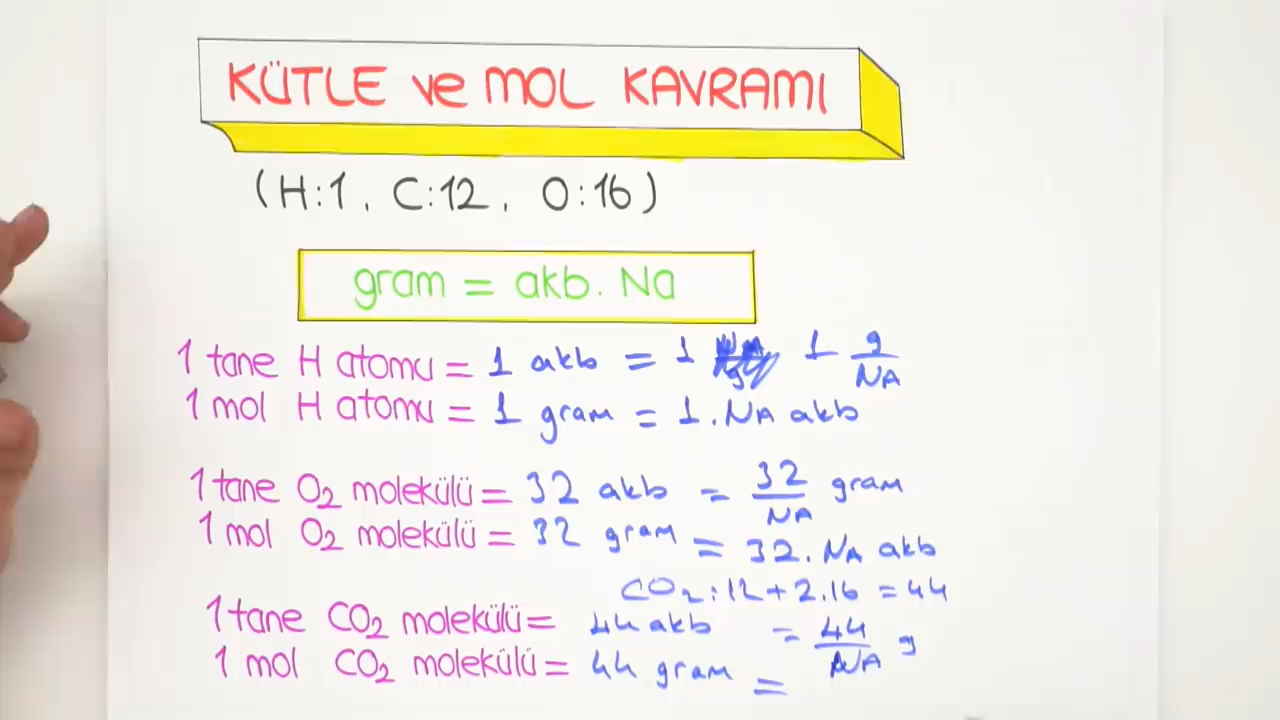 KÜTLE ve MOL KAVRAMI
(H:1, C:12, O:16)
gram = akb. Na
1 tane H atomu = 1 akb = 1 1 g/NA
1 mol H atomu = 1 gram = 1.NA akb
1 tane O2 molekülü = 32 akb = 32/NA gram
1 mol O2 molekülü = 32 gram = 32.NA akb
CO2:12+2.16 = 44
1 tane CO2 molekülü = 44 akb = 44/NA g
1 mol CO2 molekülü = 44 gram =